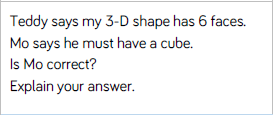 Teddy says my 3-D shape has 6 faces.
Mo says he must have a cube.
Is Mo correct?
Explain your answer.